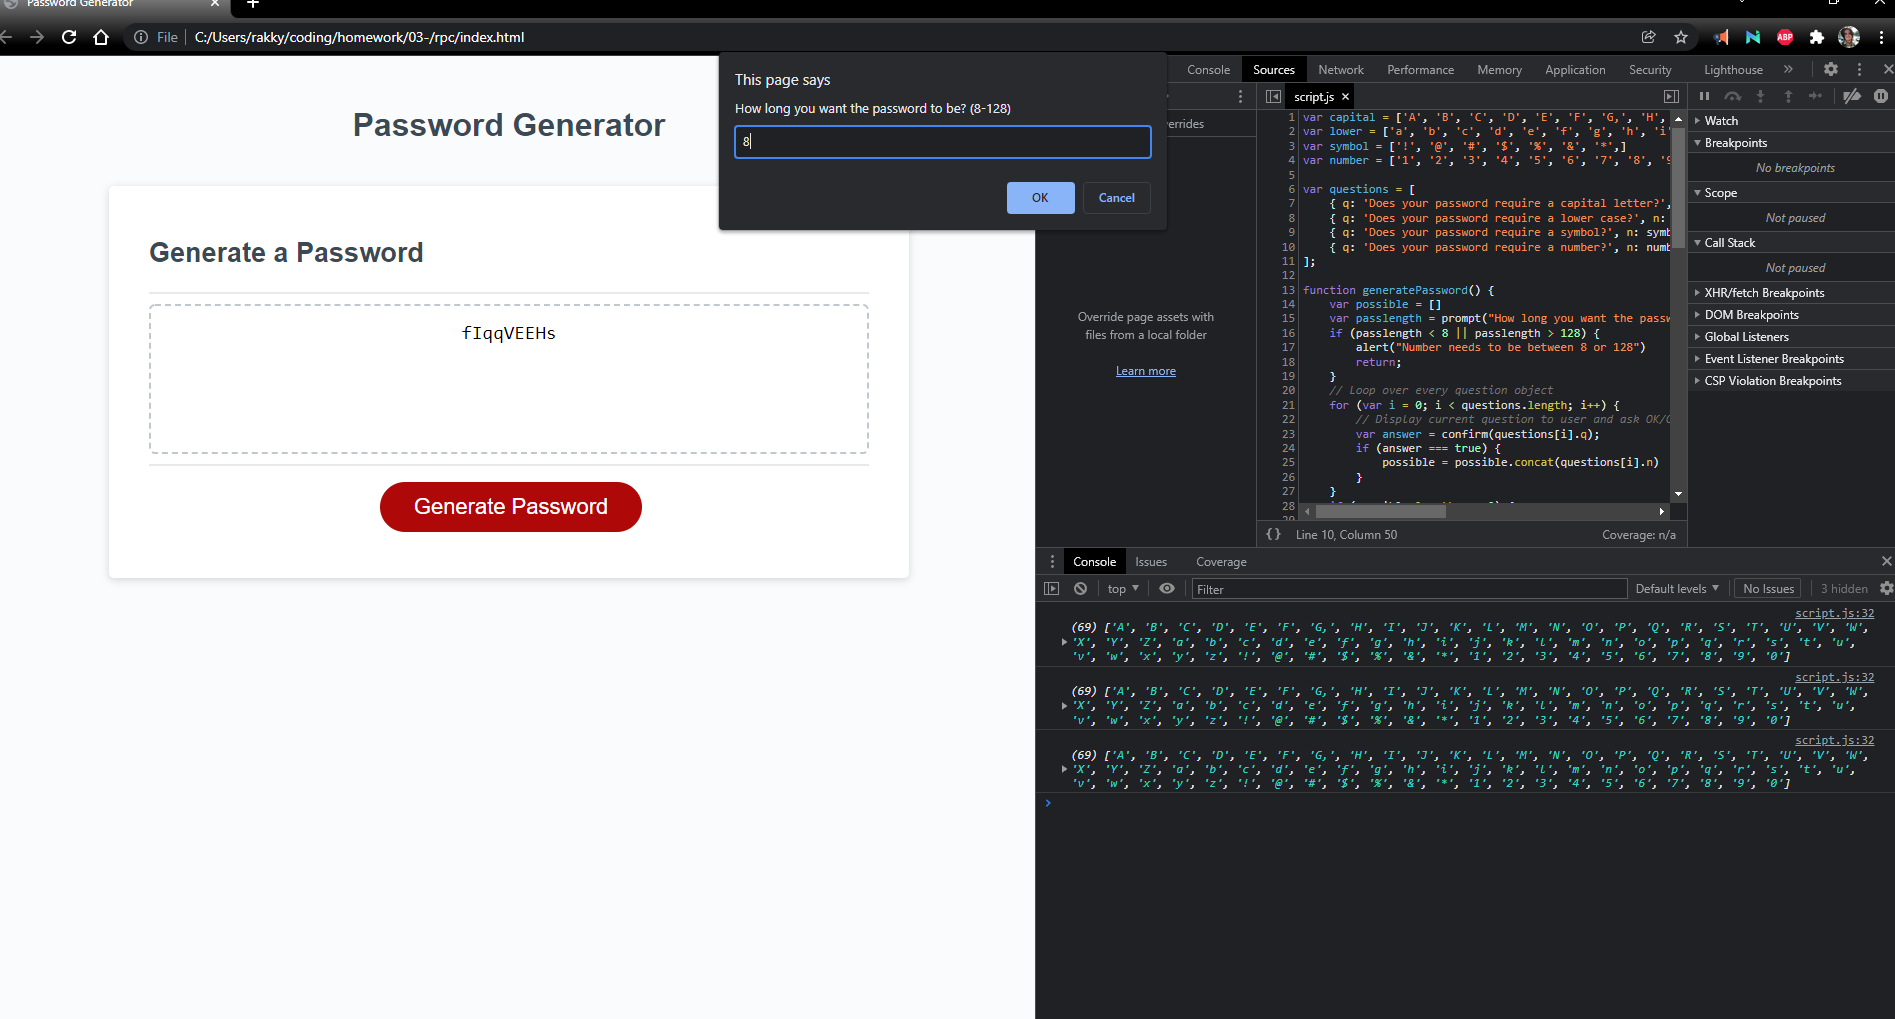 Password Generator
File
C:/Users/rakky/coding/homework/03-/rpc/index.html
ABP
This page says
How long you want the password to be? (8-128)
8
OK
Cancel
Password Generator
Generate a Password
fIqqVEEHs
Generate Password
Console Sources Network Performance Memory Application Security Lighthouse
script.js
errides
Override page assets with
files from a local folder
Learn more
1 var capital = ['A', 'B', 'C', 'D', 'E', 'F', 'G,', 'H',
2 var lower = ['a', 'b', 'c', 'd', 'e', 'f', 'g', 'h', 'i'
3 var symbol = ['!', '@', '#', '$', '%', '&', '*',]
4 var number = ['1', '2', '3', '4', '5', '6', '7', '8', '9
5
6 var questions = [
7 { q: 'Does your password require a capital letter?',
8 { q: 'Does your password require a lower case?', n:
9 { q: 'Does your password require a symbol?', n: symb
10 { q: 'Does your password require a number?', n: numb
11 ];
12
13 function generatePassword() {
14 var possible = []
15 var passlength = prompt("How long you want the passw
16 if (passlength < 8 || passlength > 128) {
17 alert("Number needs to be between 8 or 128")
18 return;
19 }
20 // Loop over every question object
21 for (var i = 0; i < questions.length; i++) {
22 // Display current question to user and ask OK/C
23 var answer = confirm(questions[i].q);
24 if (answer === true) {
25 possible = possible.concat(questions[i].n)
26 }
27 }
28
29
{ } Line 10, Column 50
Coverage: n/a
Watch
Breakpoints
No breakpoints
Scope
Not paused
Call Stack
Not paused
XHR/fetch Breakpoints
DOM Breakpoints
Global Listeners
Event Listener Breakpoints
CSP Violation Breakpoints
Console Issues Coverage
top
Filter
Default levels
No Issues
3 hidden
script.js:32
(69) ['A', 'B', 'C', 'D', 'E', 'F', 'G,', 'H', 'I', 'J', 'K', 'L', 'M', 'N', 'O', 'P', 'Q', 'R', 'S', 'T', 'U', 'V', 'W',
'X', 'Y', 'Z', 'a', 'b', 'c', 'd', 'e', 'f', 'g', 'h', 'i', 'j', 'k', 'l', 'm', 'n', 'o', 'p', 'q', 'r', 's', 't', 'u',
'v', 'w', 'x', 'y', 'z', '!', '@', '#', '$', '%', '&', '*', '1', '2', '3', '4', '5', '6', '7', '8', '9', '0']
script.js:32
(69) ['A', 'B', 'C', 'D', 'E', 'F', 'G,', 'H', 'I', 'J', 'K', 'L', 'M', 'N', 'O', 'P', 'Q', 'R', 'S', 'T', 'U', 'V', 'W',
'X', 'Y', 'Z', 'a', 'b', 'c', 'd', 'e', 'f', 'g', 'h', 'i', 'j', 'k', 'l', 'm', 'n', 'o', 'p', 'q', 'r', 's', 't', 'u',
'v', 'w', 'x', 'y', 'z', '!', '@', '#', '$', '%', '&', '*', '1', '2', '3', '4', '5', '6', '7', '8', '9', '0']
script.js:32
(69) ['A', 'B', 'C', 'D', 'E', 'F', 'G,', 'H', 'I', 'J', 'K', 'L', 'M', 'N', 'O', 'P', 'Q', 'R', 'S', 'T', 'U', 'V', 'W',
'X', 'Y', 'Z', 'a', 'b', 'c', 'd', 'e', 'f', 'g', 'h', 'i', 'j', 'k', 'l', 'm', 'n', 'o', 'p', 'q', 'r', 's', 't', 'u',
'v', 'w', 'x', 'y', 'z', '!', '@', '#', '$', '%', '&', '*', '1', '2', '3', '4', '5', '6', '7', '8', '9', '0']